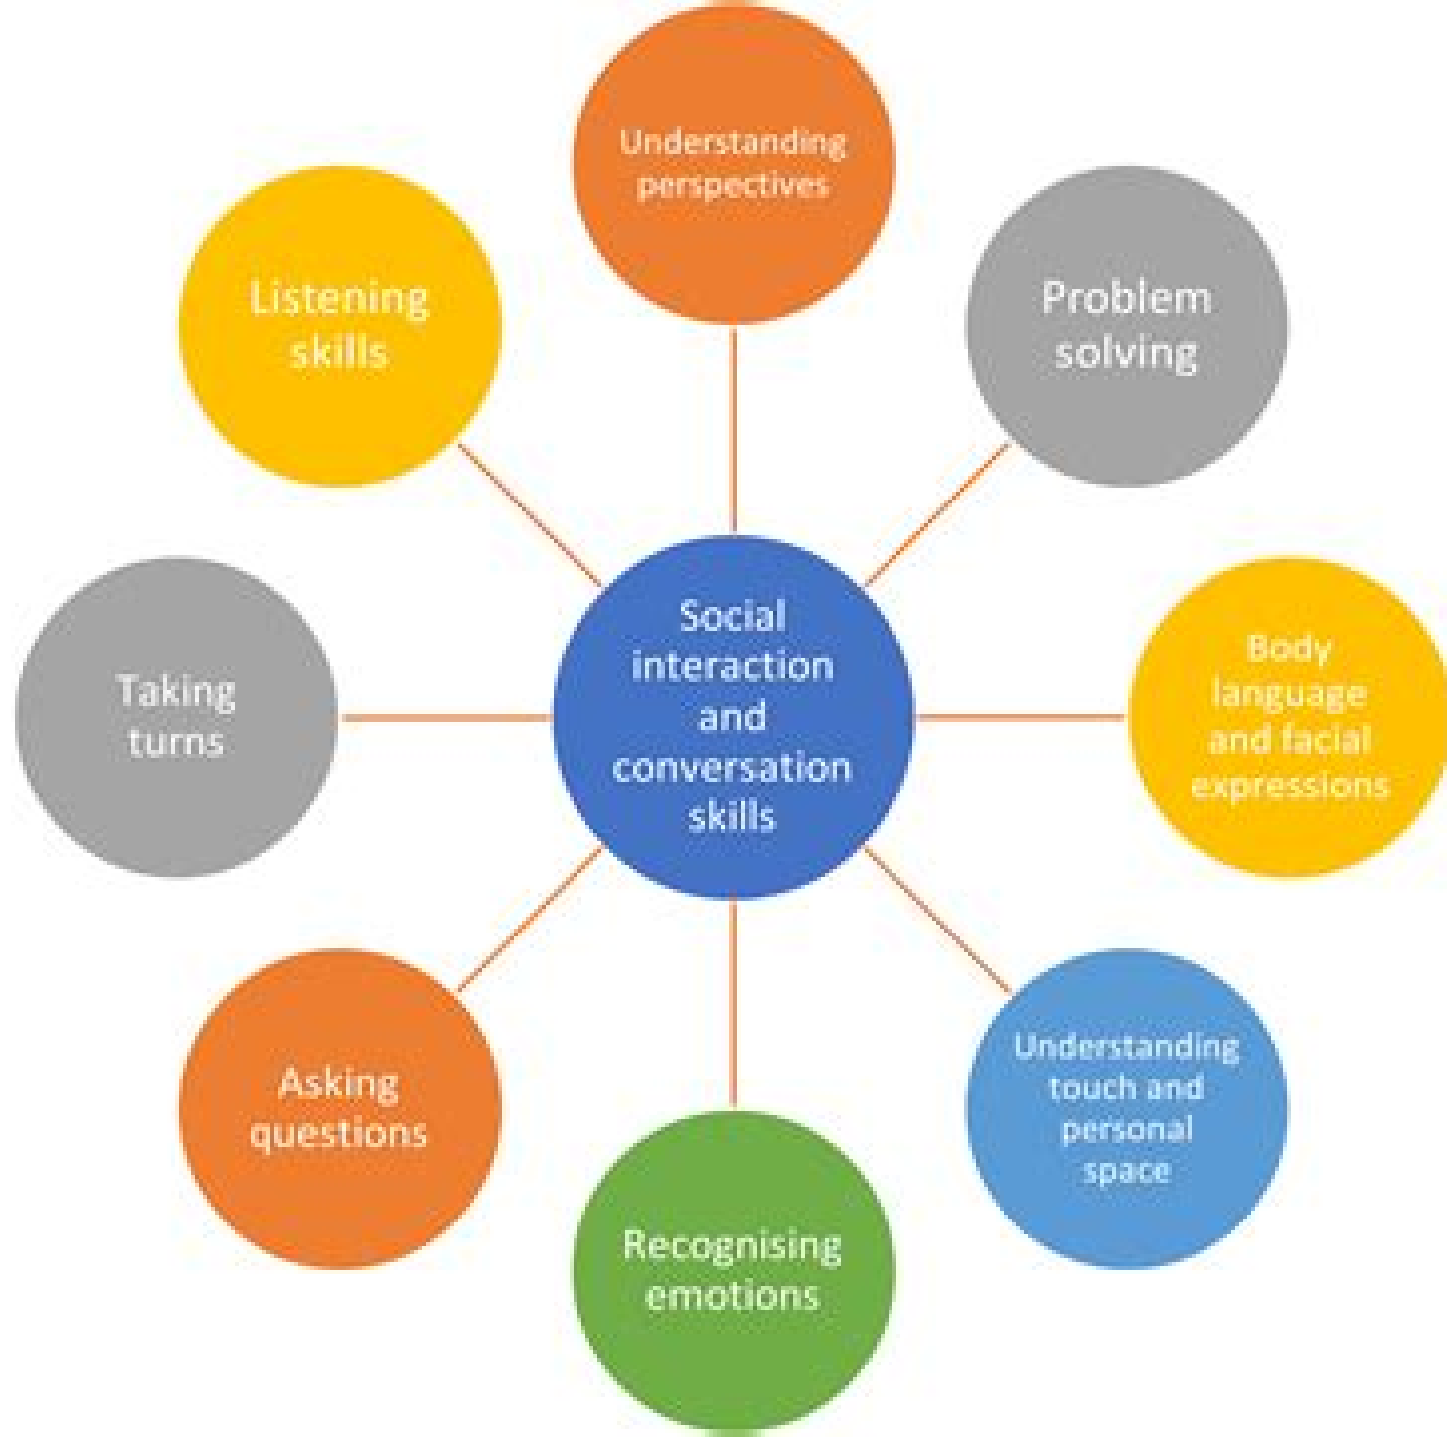 Understanding
perspectives
Problem
solving
Body
language
and facial
expressions
Understanding
touch and
personal
space
Recognising
emotions
Asking
questions
Taking
turns
Listening
skills
Social
interaction
and
conversation
skills